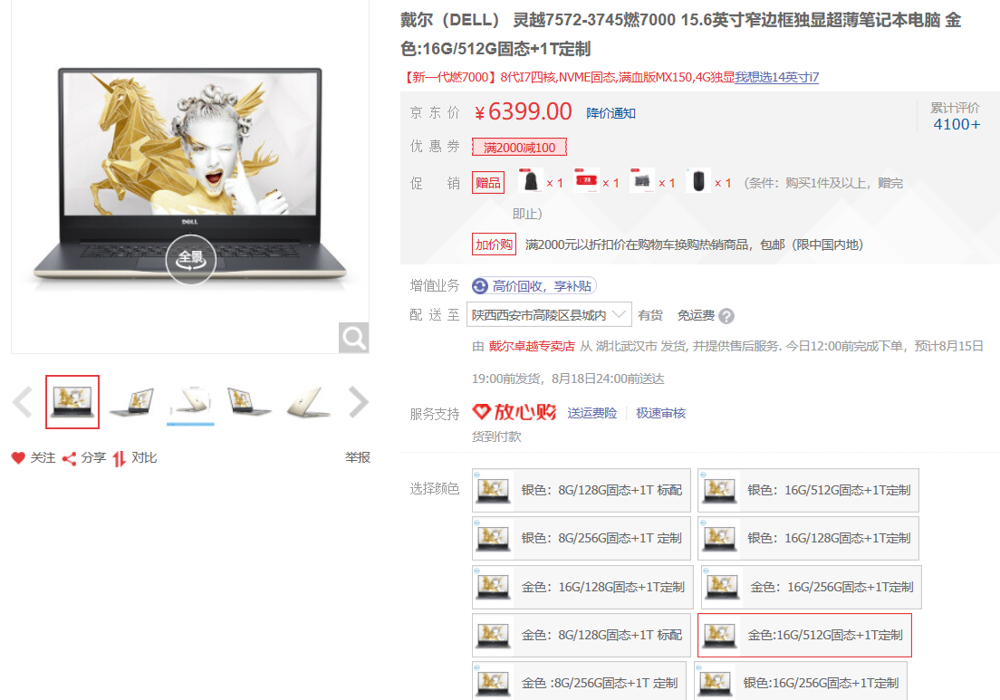 戴尔（DELL） 灵越7572-3745燃7000 15.6英寸窄边框独显超薄笔记本电脑 金
色:16G/512G固态+1T定制
【新一代燃7000】8代I7四核,NVME固态,满血版MX150,4G独显我想选14英寸i7
京东价 ￥6399.00 降价通知
累计评价
4100+
优惠券 满2000减100
促销 赠品 ×1 ×1 ×1 ×1 （条件：购买1件及以上，赠完
即止）
加价购 满2000元以折扣价在购物车换购热销商品，包邮（限中国内地）
增值业务 高价回收，享补贴
配送至 陕西西安市高陵区县城内 有货 免运费 ?
由 戴尔卓越专卖店 从 湖北武汉市 发货, 并提供售后服务. 今日12:00前完成下单，预计8月15日
19:00前发货，8月18日24:00前送达
服务支持 放心购 送运费险 极速审核
货到付款
选择颜色
银色：8G/128G固态+1T 标配
银色：16G/512G固态+1T定制
银色：8G/256G固态+1T 定制
银色：16G/128G固态+1T定制
金色：16G/128G固态+1T定制
金色：16G/256G固态+1T定制
金色：8G/128G固态+1T 标配
金色:16G/512G固态+1T定制
金色 :8G/256G固态+1T 定制
银色:16G/256G固态+1T定制
DELL
全景
关注 分享 对比 举报